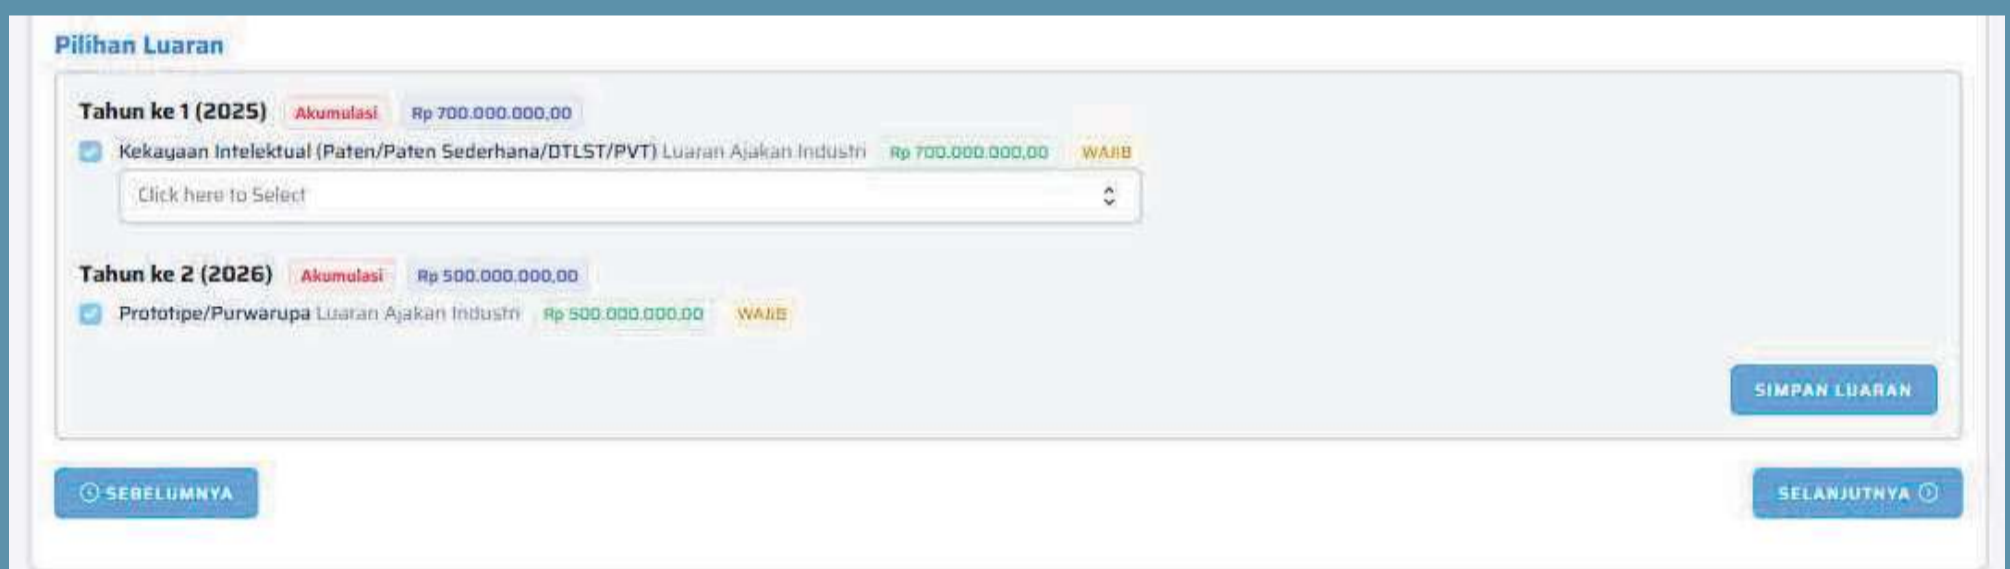 Pilihan Luaran
Tahun ke 1 (2025) Akumulasi Rp 700.000.000,00
Kekayaan Intelektual (Paten/Paten Sederhana/DTLST/PVT) Luaran Ajakan Industri Rp 700.000.000,00 WAJIB
Click here to Select
Tahun ke 2 (2026) Akumulasi Rp 500.000.000,00
Prototipe/Purwarupa Luaran Ajakan Industri Rp 500.000.000,00 WAJIB
SIMPAN LUARAN
SEBELUMNYA
SELANJUTNYA